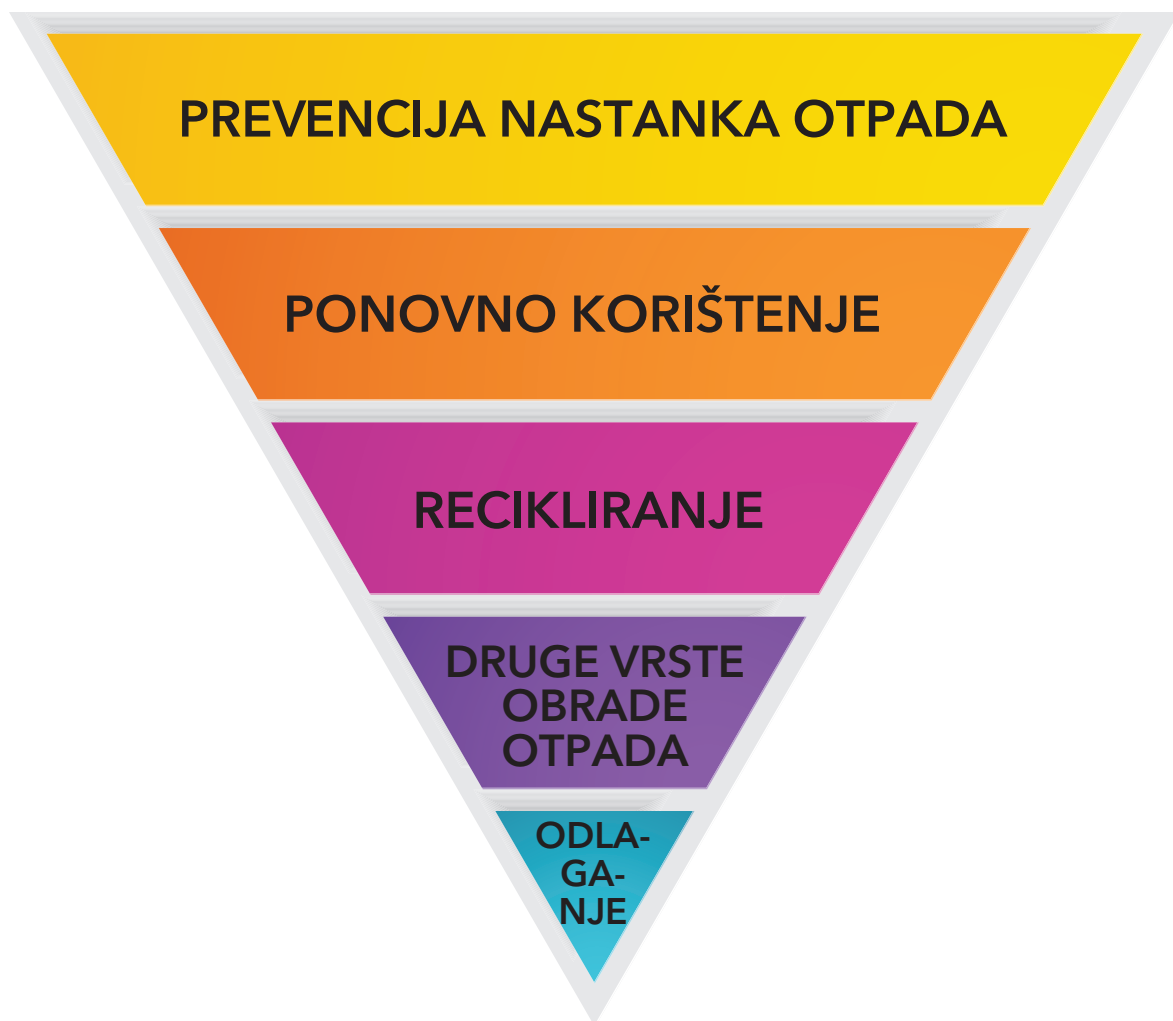 PREVENCIJA NASTANKA OTPADA
PONOVNO KORIŠTENJE
RECIKLIRANJE
DRUGE VRSTE
OBRADE
OTPADA
ODLA-
GA-
NJE